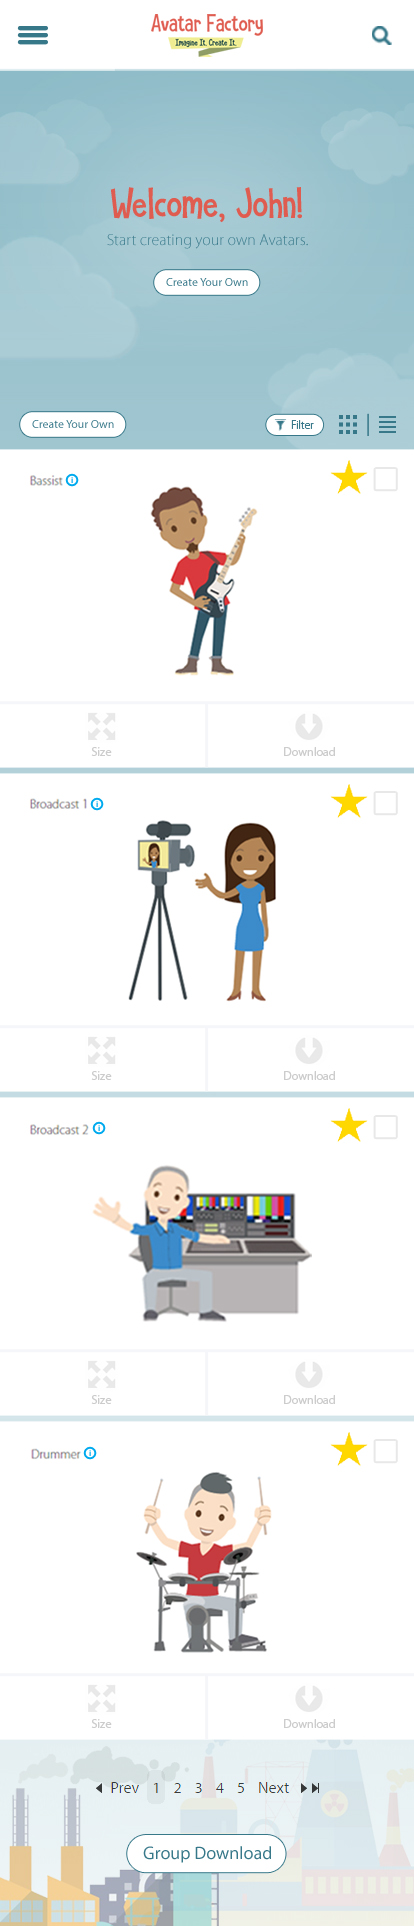 Avatar Factory
Imagine It. Create It.
Welcome, John!
Start creating your own Avatars.
Create Your Own
Create Your Own
Filter
Bassist
Size
Download
Broadcast 1
Size
Download
Broadcast 2
Size
Download
Drummer
Size
Download
Prev 1 2 3 4 5 Next
Group Download